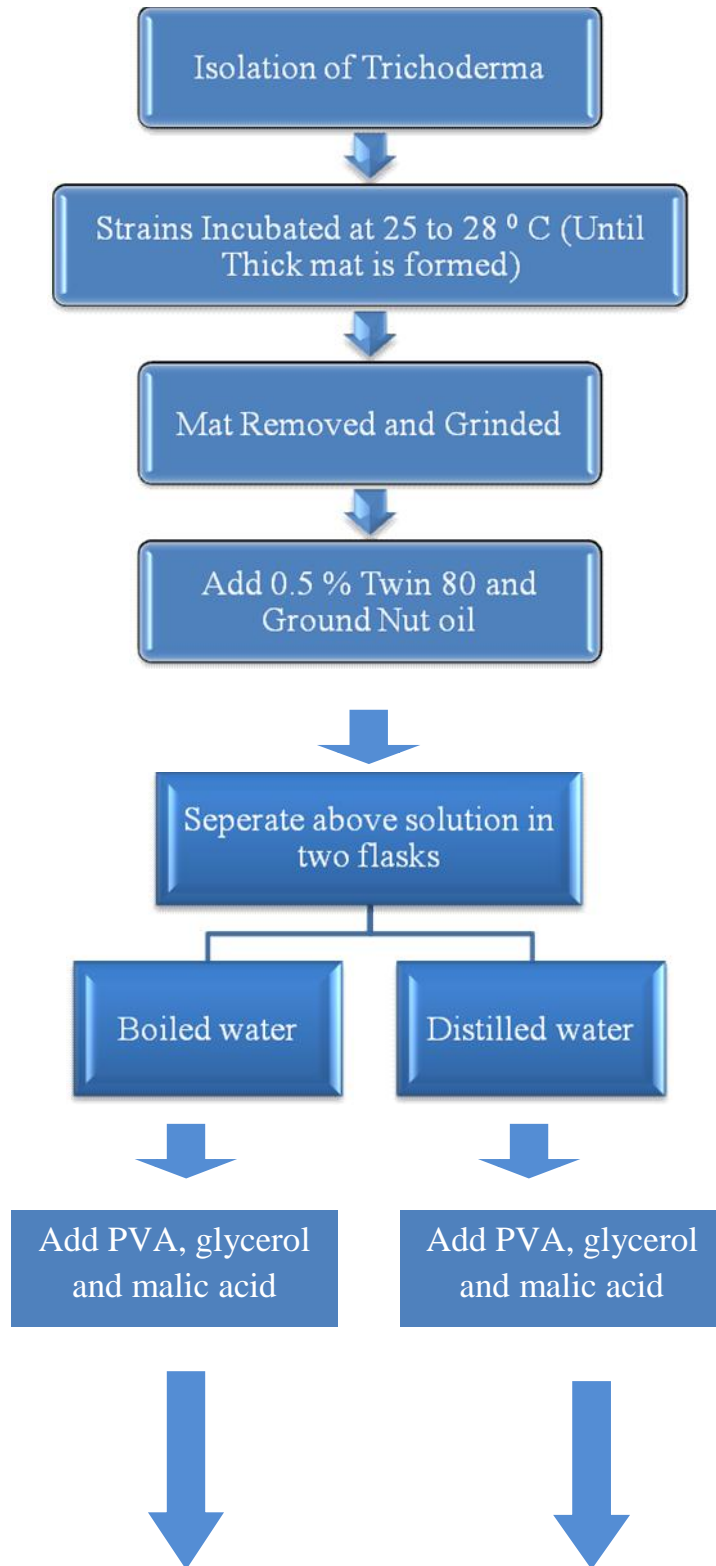 Isolation of Trichoderma
Strains Incubated at 25 to 28 ⁰ C (Until
Thick mat is formed)
Mat Removed and Grinded
Add 0.5 % Twin 80 and
Ground Nut oil
Seperate above solution in
two flasks
Boiled water
Distilled water
Add PVA, glycerol
and malic acid
Add PVA, glycerol
and malic acid